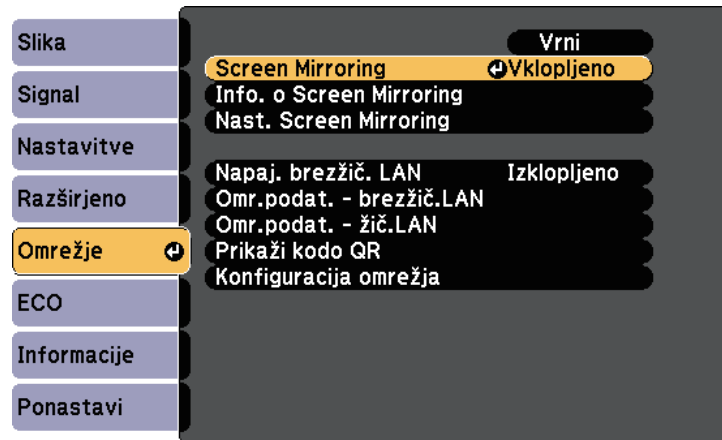 Slika
Signal
Nastavitve
Razširjeno
Omrežje
ECO
Informacije
Ponastavi
Vrni
Screen Mirroring Vklopljeno
Info. o Screen Mirroring
Nast. Screen Mirroring
Napaj. brezžič. LAN Izklopljeno
Omr.podat. - brezžič.LAN
Omr.podat. - žič.LAN
Prikaži kodo QR
Konfiguracija omrežja